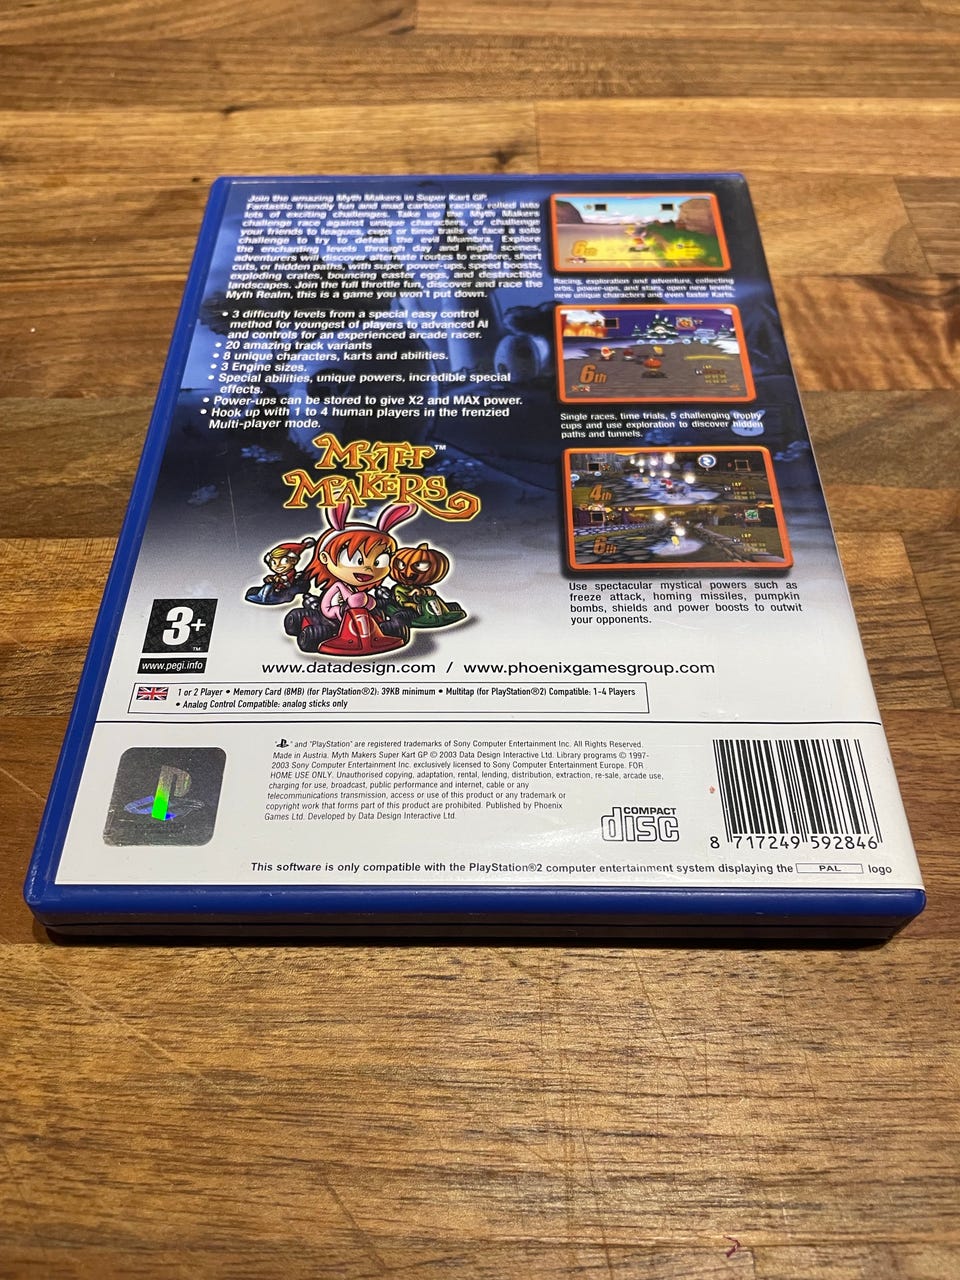 Join the amazing Myth Makers in Super Kart GP.
Fantastic friendly fun and mad cartoon racing, rolled into
lots of exciting challenges. Take up the Myth Makers
challenge race against unique characters, or challenge
your friends to leagues, cups or time trails or face a solo
challenge to try to defeat the evil Mumbra. Explore
the enchanting levels through day and night scenes,
adventurers will discover alternate routes to explore, short
cuts, or hidden paths, with super power-ups, speed boosts,
exploding crates, bouncing easter eggs, and destructible
landscapes. Join the full throttle fun, discover and race the
Myth Realm, this is a game you won't put down.
• 3 difficulty levels from a special easy control
method for youngest of players to advanced AI
and controls for an experienced arcade racer.
• 20 amazing track variants
• 8 unique characters, karts and abilities.
• 3 Engine sizes.
• Special abilities, unique powers, incredible special
effects.
• Power-ups can be stored to give X2 and MAX power.
• Hook up with 1 to 4 human players in the frenzied
Multi-player mode.
6th
Racing, exploration and adventure, collecting
orbs, power-ups, and stars, open new levels,
new unique characters and even faster Karts.
6th
Single races, time trials, 5 challenging trophy
cups and use exploration to discover hidden
paths and tunnels.
4th
6th
Use spectacular mystical powers such as
freeze attack, homing missiles, pumpkin
bombs, shields and power boosts to outwit
your opponents.
MYTH™
MAKERS
3+
TM
www.pegi.info
www.datadesign.com / www.phoenixgamesgroup.com
1 or 2 Player • Memory Card (8MB) (for PlayStation®2): 39KB minimum • Multitap (for PlayStation®2) Compatible: 1-4 Players
• Analog Control Compatible: analog sticks only
" " and "PlayStation" are registered trademarks of Sony Computer Entertainment Inc. All Rights Reserved.
Made in Austria. Myth Makers Super Kart GP © 2003 Data Design Interactive Ltd. Library programs © 1997-
2003 Sony Computer Entertainment Inc. exclusively licensed to Sony Computer Entertainment Europe. FOR
HOME USE ONLY. Unauthorised copying, adaptation, rental, lending, distribution, extraction, re-sale, arcade use,
charging for use, broadcast, public performance and internet, cable or any
telecommunications transmission, access or use of this product or any trademark or
copyright work that forms part of this product are prohibited. Published by Phoenix
Games Ltd. Developed by Data Design Interactive Ltd.
COMPACT
disc
8 717249 592846
This software is only compatible with the PlayStation®2 computer entertainment system displaying the PAL logo